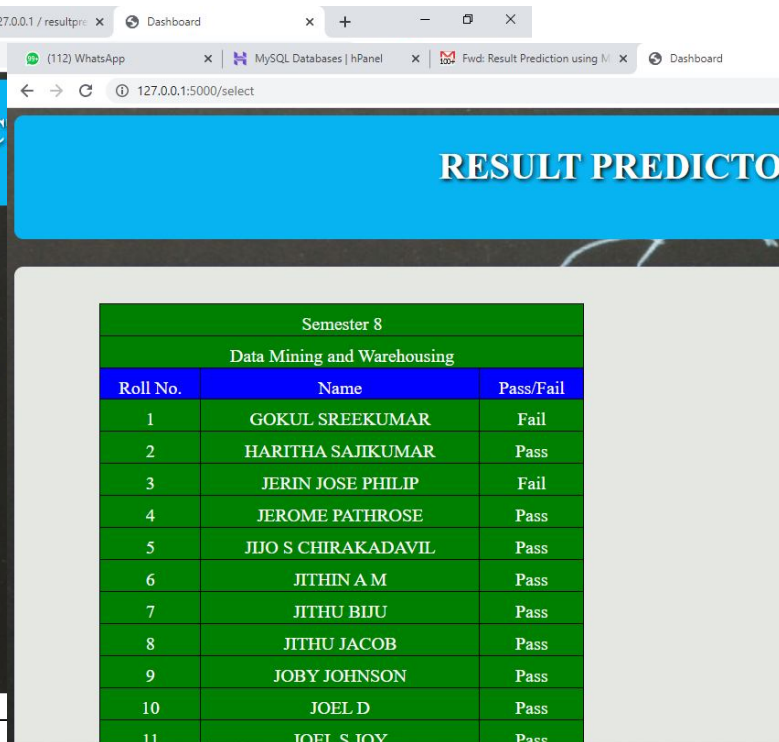 27.0.0.1 / resultpre
Dashboard
(112) WhatsApp
MySQL Databases | hPanel
Fwd: Result Prediction using M
Dashboard
127.0.0.1:5000/select
RESULT PREDICTO
Semester 8
Data Mining and Warehousing
Roll No. Name Pass/Fail
1 GOKUL SREEKUMAR Fail
2 HARITHA SAJIKUMAR Pass
3 JERIN JOSE PHILIP Fail
4 JEROME PATHROSE Pass
5 JIJO S CHIRAKADAVIL Pass
6 JITHIN A M Pass
7 JITHU BIJU Pass
8 JITHU JACOB Pass
9 JOBY JOHNSON Pass
10 JOEL D Pass
11 JOEL S JOY Pass